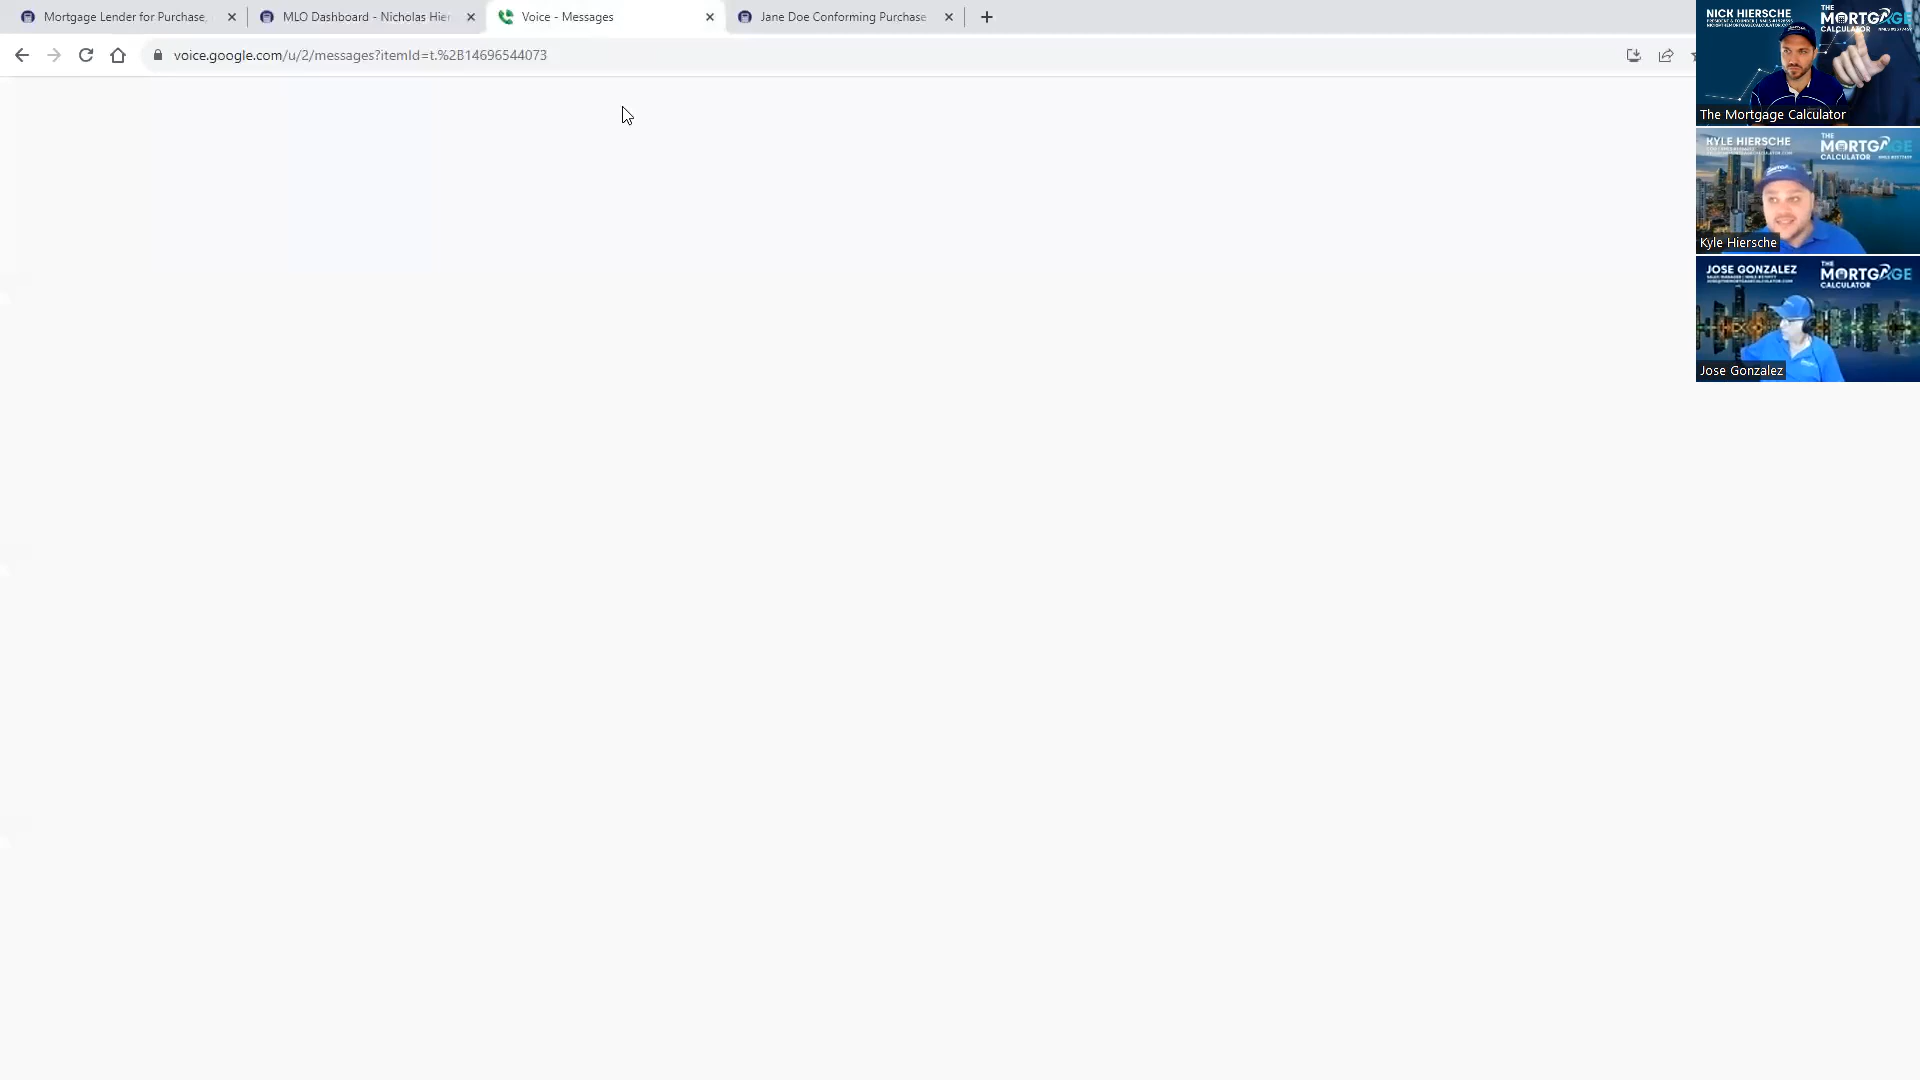 Mortgage Lender for Purchase,
MLO Dashboard - Nicholas Hier
Voice - Messages
Jane Doe Conforming Purchase
voice.google.com/u/2/messages?itemId=t.%2B14696544073
NICK HIERSCHE
THE
MORTGAGE
CALCULATOR
The Mortgage Calculator
KYLE HIERSCHE
THE
MORTGAGE
CALCULATOR
Kyle Hiersche
JOSE GONZALEZ
THE
MORTGAGE
CALCULATOR
Jose Gonzalez